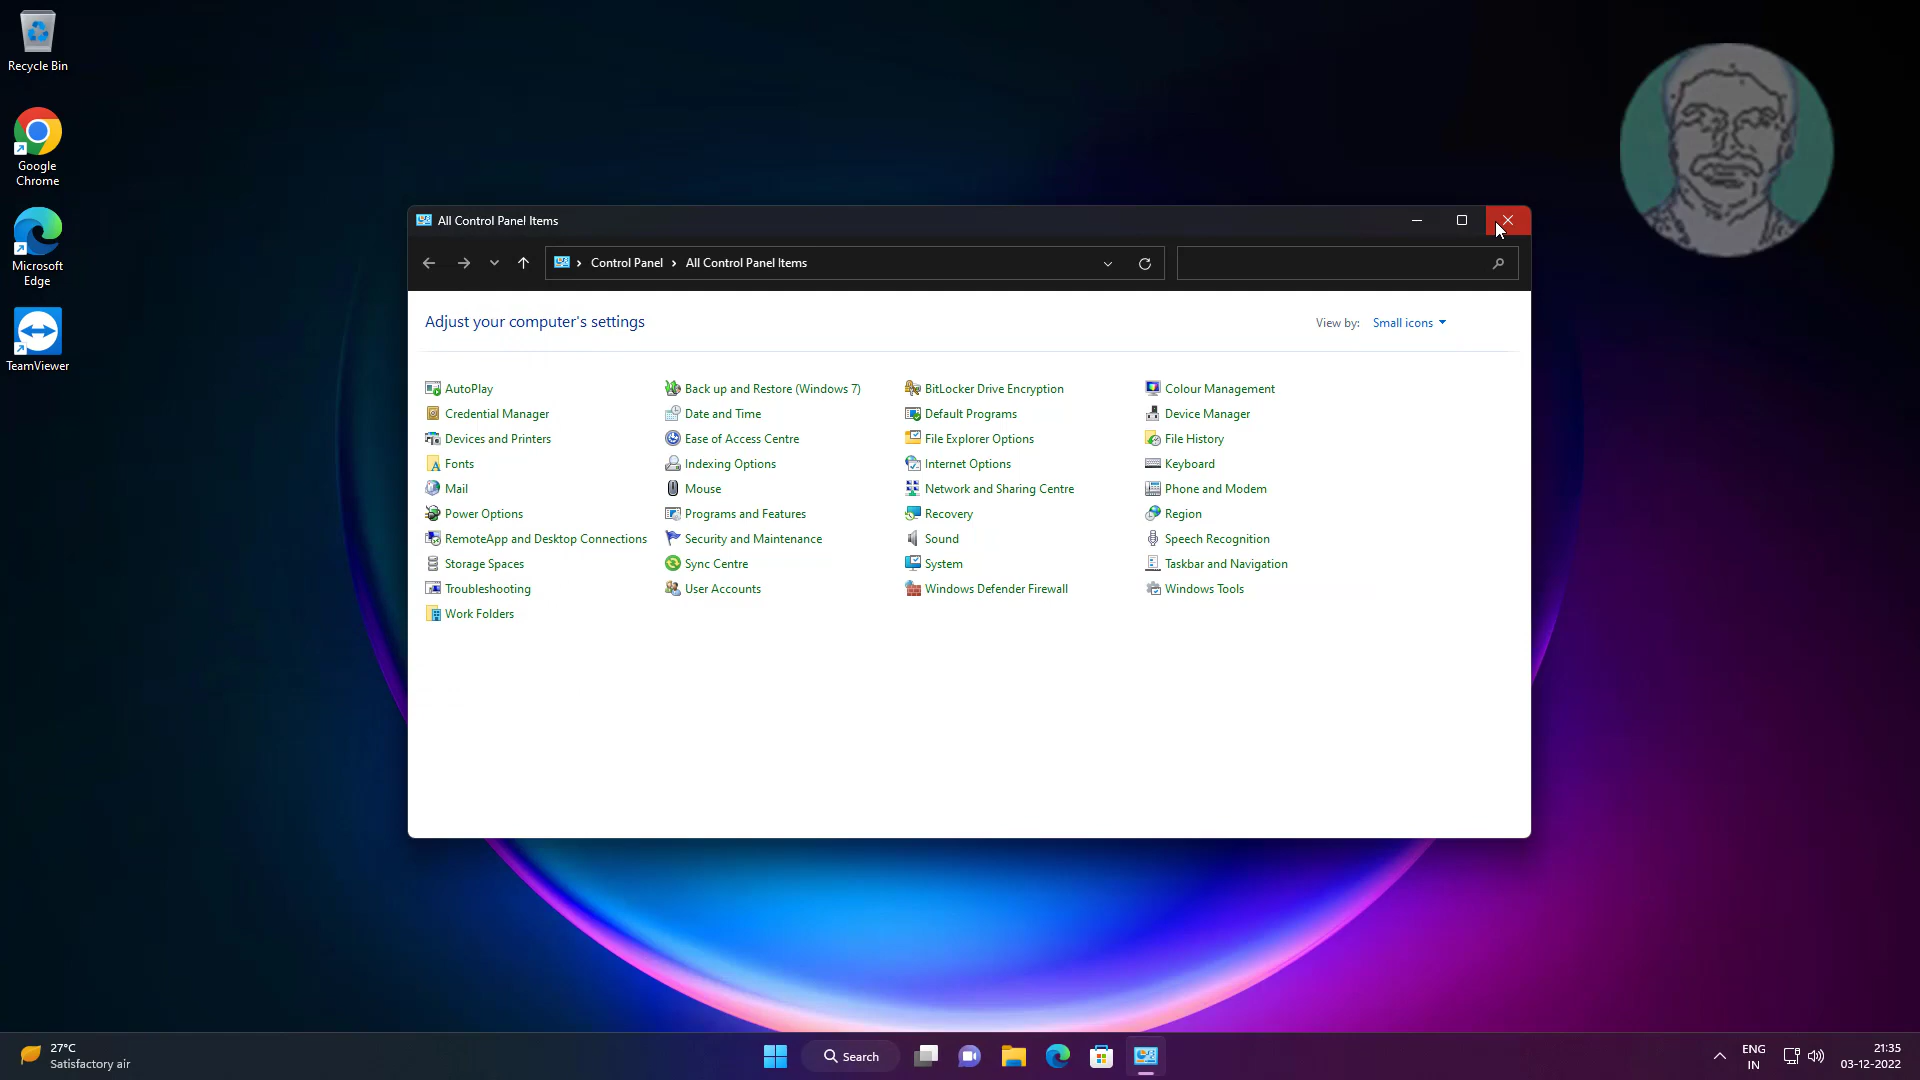 Recycle Bin
Google
Chrome
Microsoft
Edge
TeamViewer
All Control Panel Items
Control Panel
All Control Panel Items
Adjust your computer's settings
View by: Small icons
AutoPlay
Back up and Restore (Windows 7)
BitLocker Drive Encryption
Colour Management
Credential Manager
Date and Time
Default Programs
Device Manager
Devices and Printers
Ease of Access Centre
File Explorer Options
File History
Fonts
Indexing Options
Internet Options
Keyboard
Mail
Mouse
Network and Sharing Centre
Phone and Modem
Power Options
Programs and Features
Recovery
Region
RemoteApp and Desktop Connections
Security and Maintenance
Sound
Speech Recognition
Storage Spaces
Sync Centre
System
Taskbar and Navigation
Troubleshooting
User Accounts
Windows Defender Firewall
Windows Tools
Work Folders
27°C
Satisfactory air
Search
ENG
IN
21:35
03-12-2022